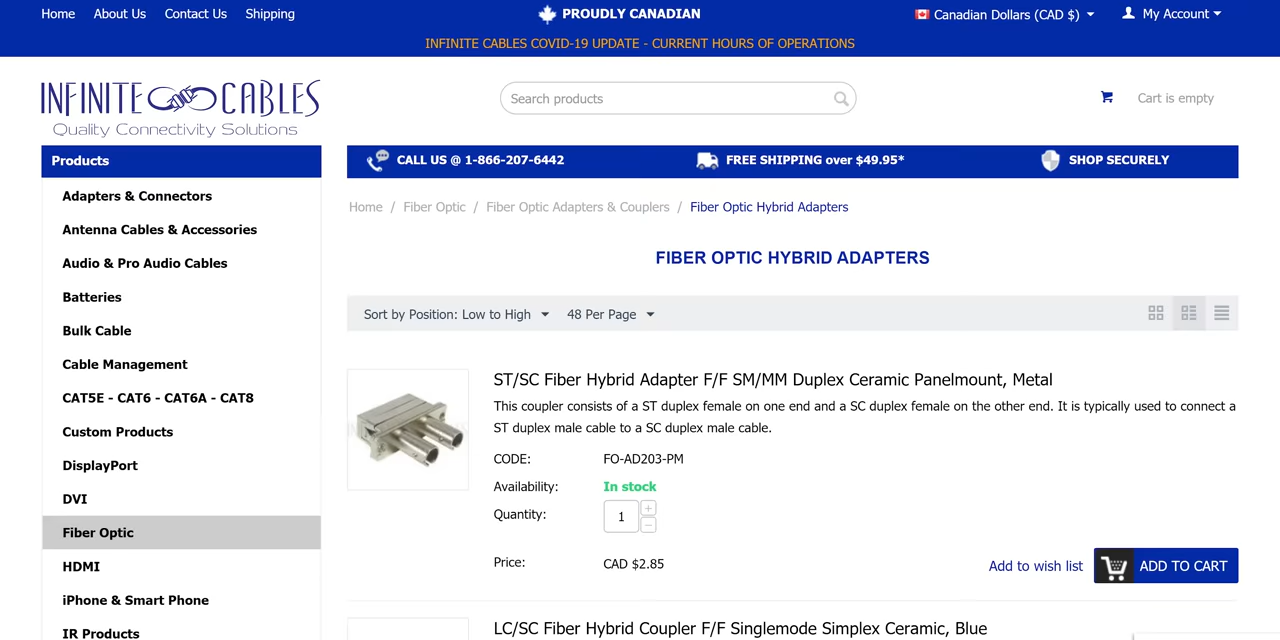 Home About Us Contact Us Shipping
PROUDLY CANADIAN
Canadian Dollars (CAD $) My Account
INFINITE CABLES COVID-19 UPDATE - CURRENT HOURS OF OPERATIONS
INFINITE CABLES
Quality Connectivity Solutions
Search products
Cart is empty
Products
Adapters & Connectors
Antenna Cables & Accessories
Audio & Pro Audio Cables
Batteries
Bulk Cable
Cable Management
CAT5E - CAT6 - CAT6A - CAT8
Custom Products
DisplayPort
DVI
Fiber Optic
HDMI
iPhone & Smart Phone
IR Products
CALL US @ 1-866-207-6442
FREE SHIPPING over $49.95*
SHOP SECURELY
Home / Fiber Optic / Fiber Optic Adapters & Couplers / Fiber Optic Hybrid Adapters
FIBER OPTIC HYBRID ADAPTERS
Sort by Position: Low to High 48 Per Page
ST/SC Fiber Hybrid Adapter F/F SM/MM Duplex Ceramic Panelmount, Metal
This coupler consists of a ST duplex female on one end and a SC duplex female on the other end. It is typically used to connect a
ST duplex male cable to a SC duplex male cable.
CODE: FO-AD203-PM
Availability: In stock
Quantity: 1 + −
Price: CAD $2.85
Add to wish list ADD TO CART
LC/SC Fiber Hybrid Coupler F/F Singlemode Simplex Ceramic, Blue